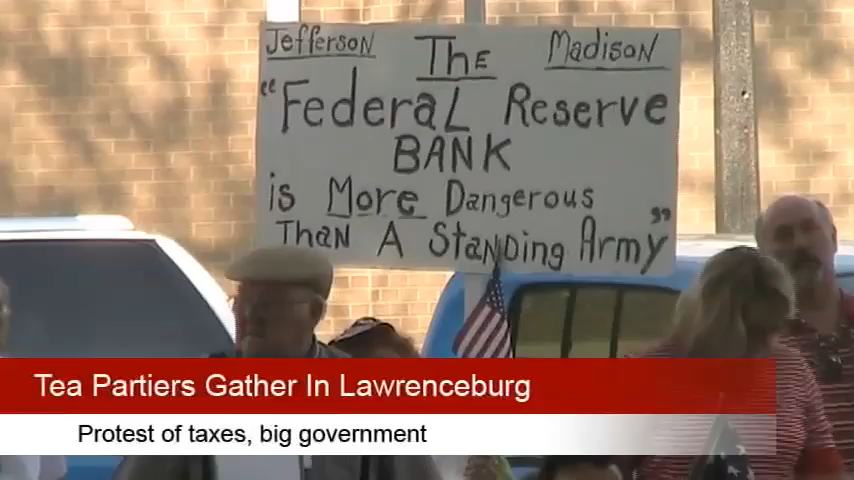 Jefferson The Madison
“Federal Reserve
BANK
is More Dangerous
Than A Standing Army”
Tea Partiers Gather In Lawrenceburg
Protest of taxes, big government